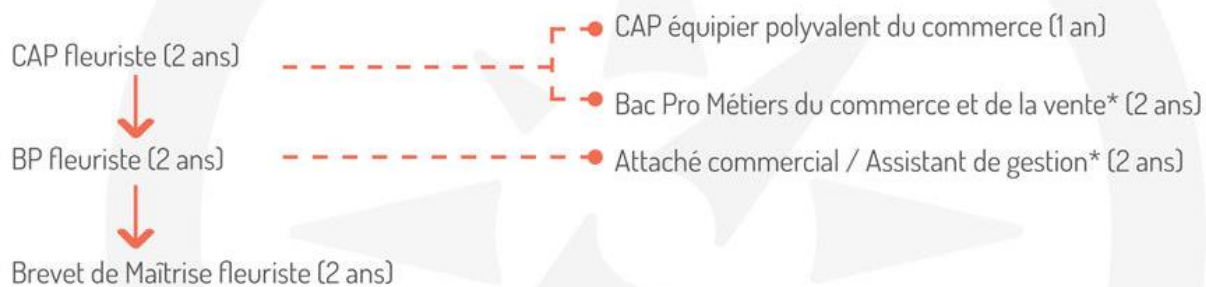 CAP fleuriste (2 ans)
CAP équipier polyvalent du commerce (1 an)
Bac Pro Métiers du commerce et de la vente* (2 ans)
BP fleuriste (2 ans)
Attaché commercial / Assistant de gestion* (2 ans)
Brevet de Maîtrise fleuriste (2 ans)